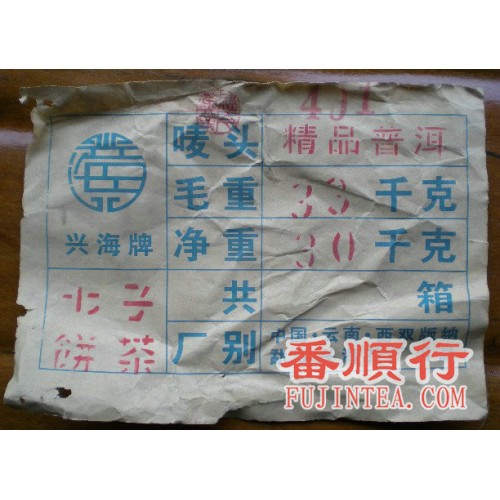 401
唛头 精品普洱
毛重 33 千克
兴海牌 净重 30 千克
七子 共 箱
饼茶 厂别 中国·云南·西双版纳
番順行
FUJINTEA.COM